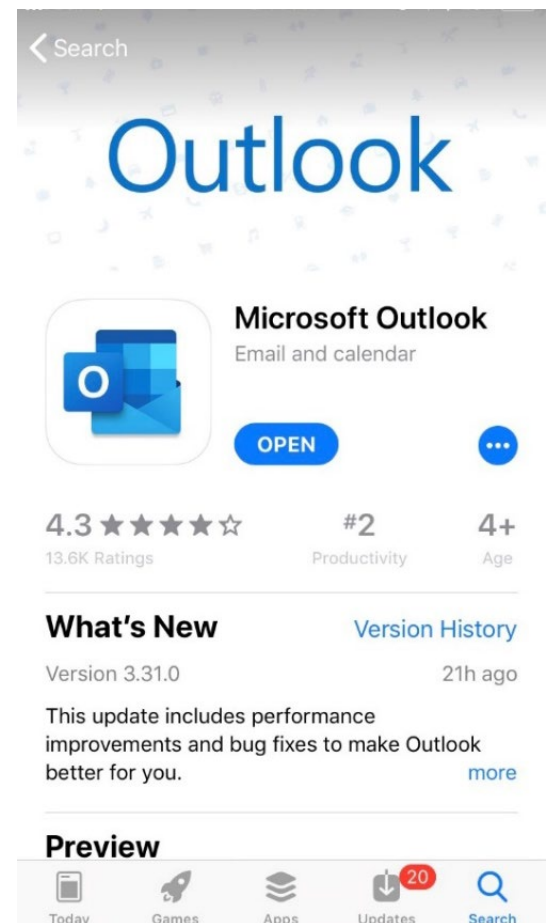 Search
Outlook
Microsoft Outlook
Email and calendar
O
OPEN
4.3 #2 4+
13.6K Ratings Productivity Age
What's New Version History
Version 3.31.0 21h ago
This update includes performance
improvements and bug fixes to make Outlook
better for you. more
Preview
20
Today Games Apps Updates Search